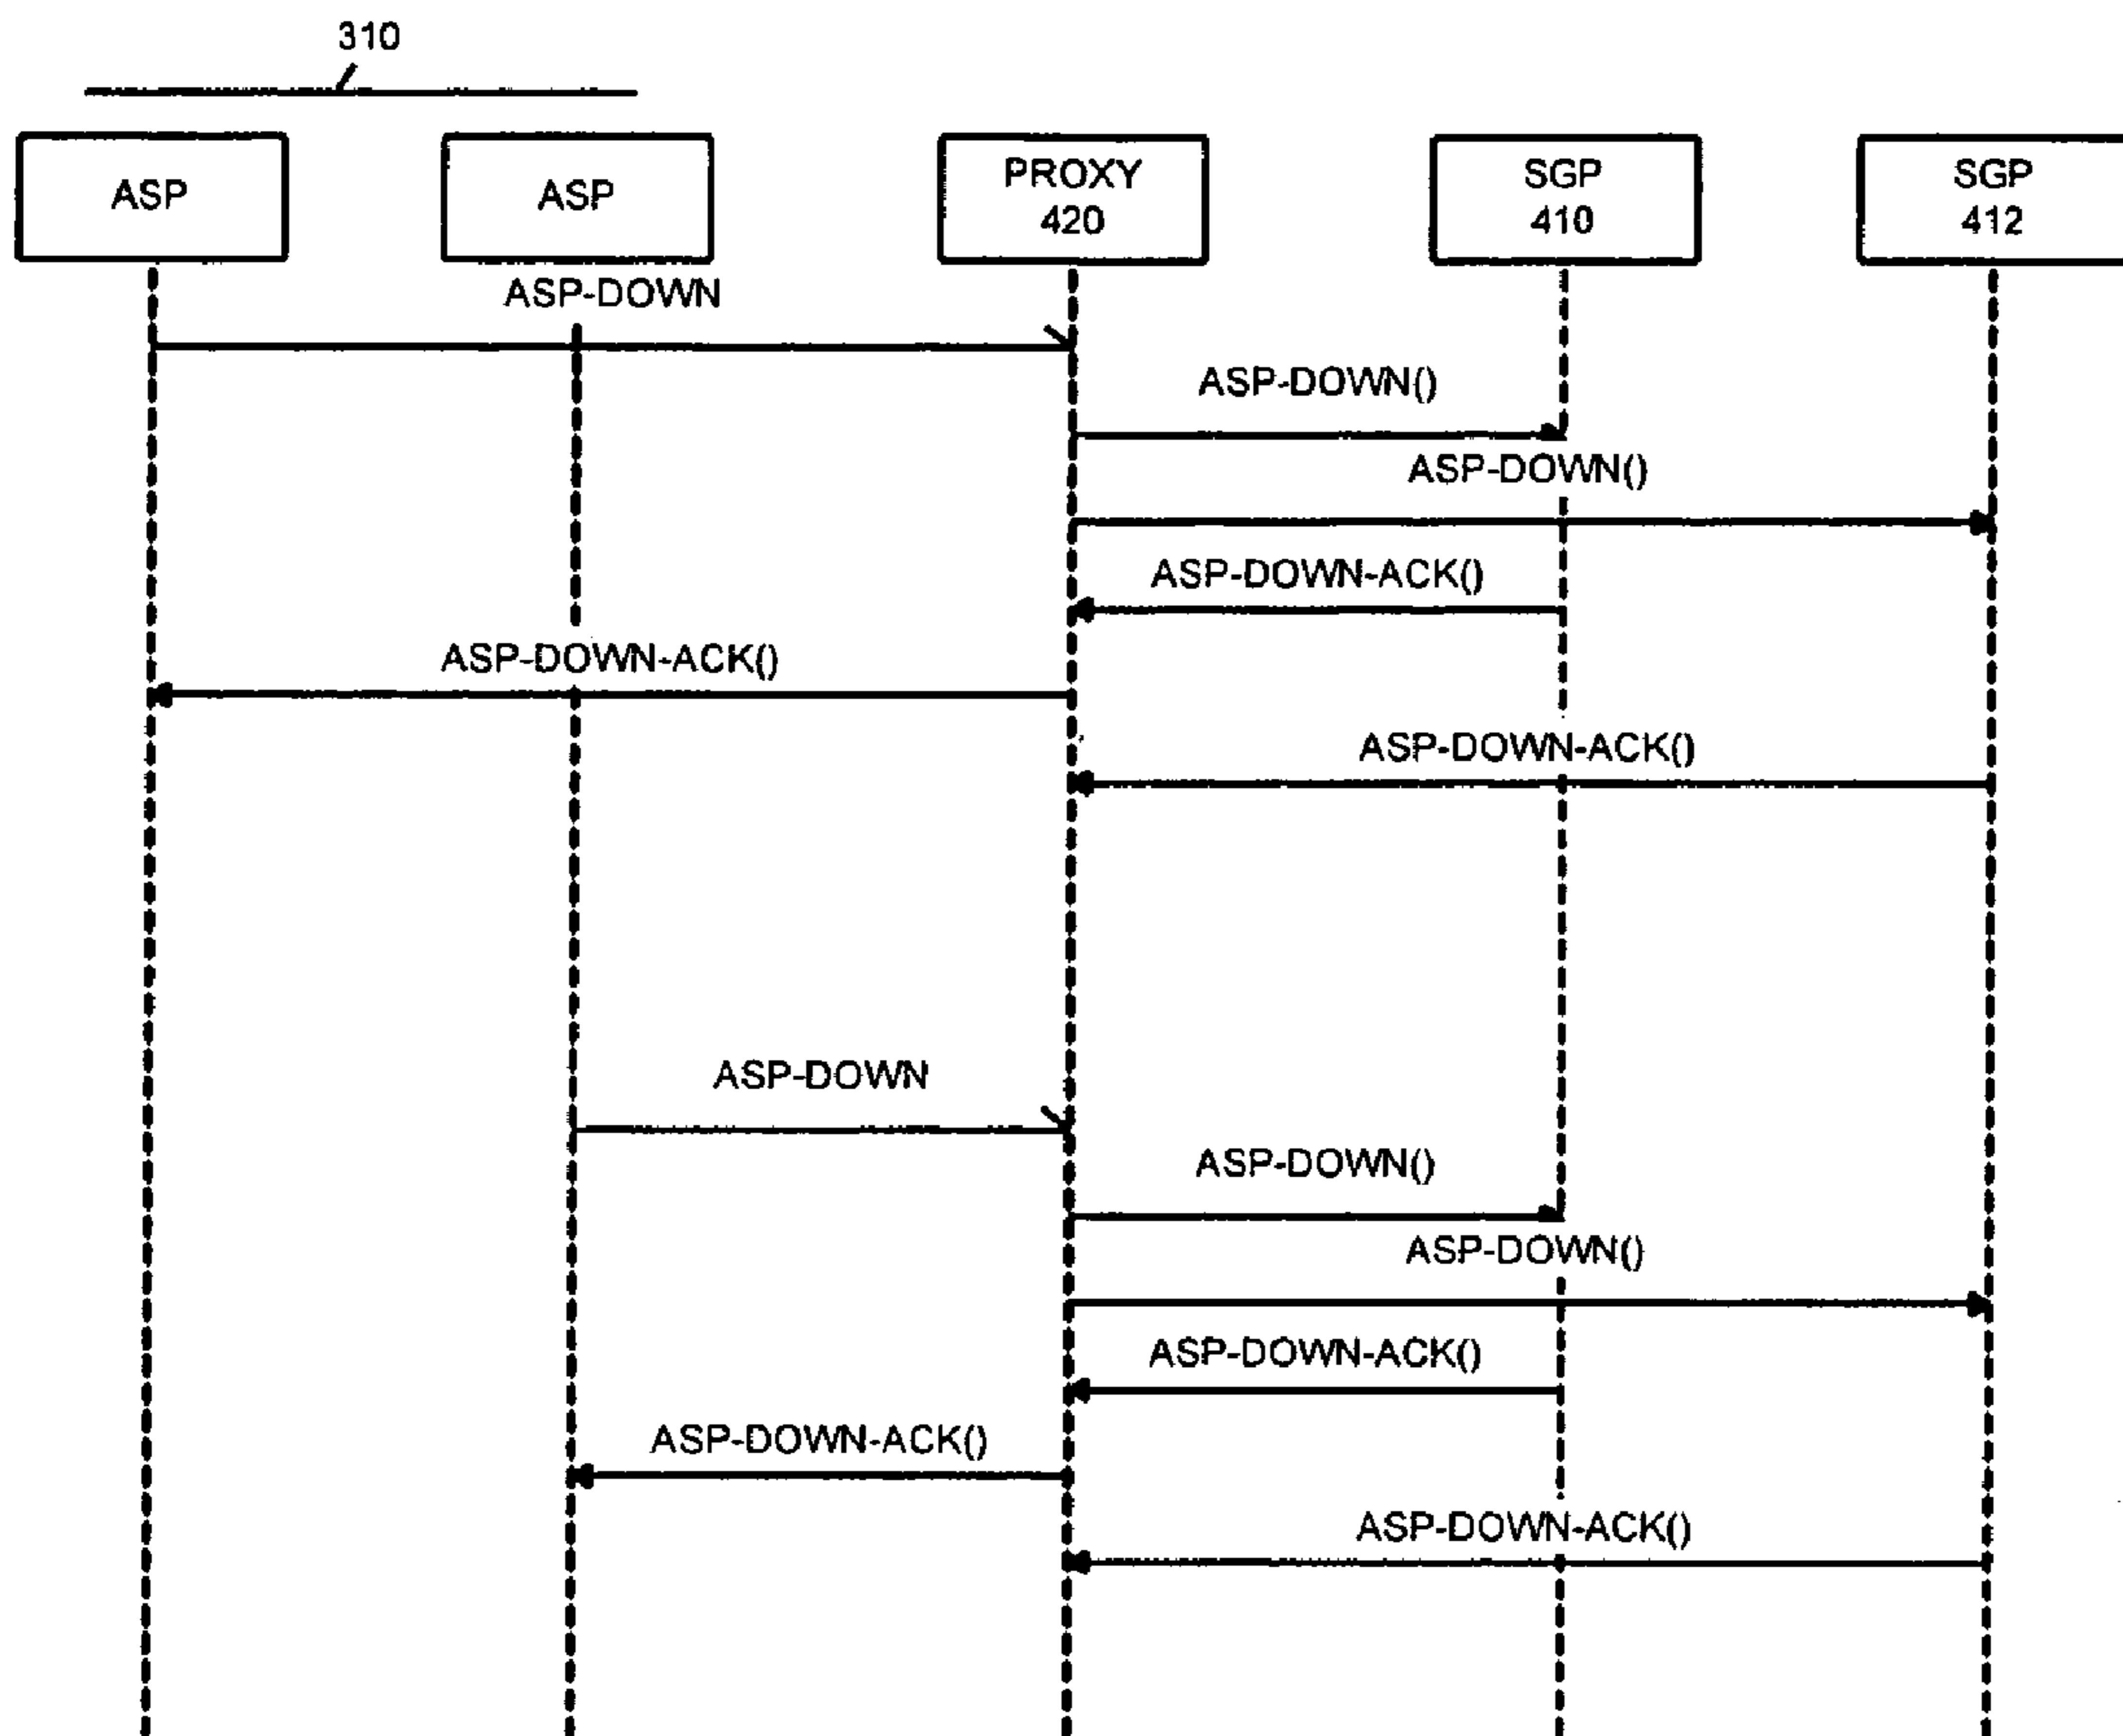 310
ASP
ASP
PROXY
420
SGP
410
SGP
412
ASP-DOWN
ASP-DOWN()
ASP-DOWN()
ASP-DOWN-ACK()
ASP-DOWN-ACK()
ASP-DOWN-ACK()
ASP-DOWN
ASP-DOWN()
ASP-DOWN()
ASP-DOWN-ACK()
ASP-DOWN-ACK()
ASP-DOWN-ACK()